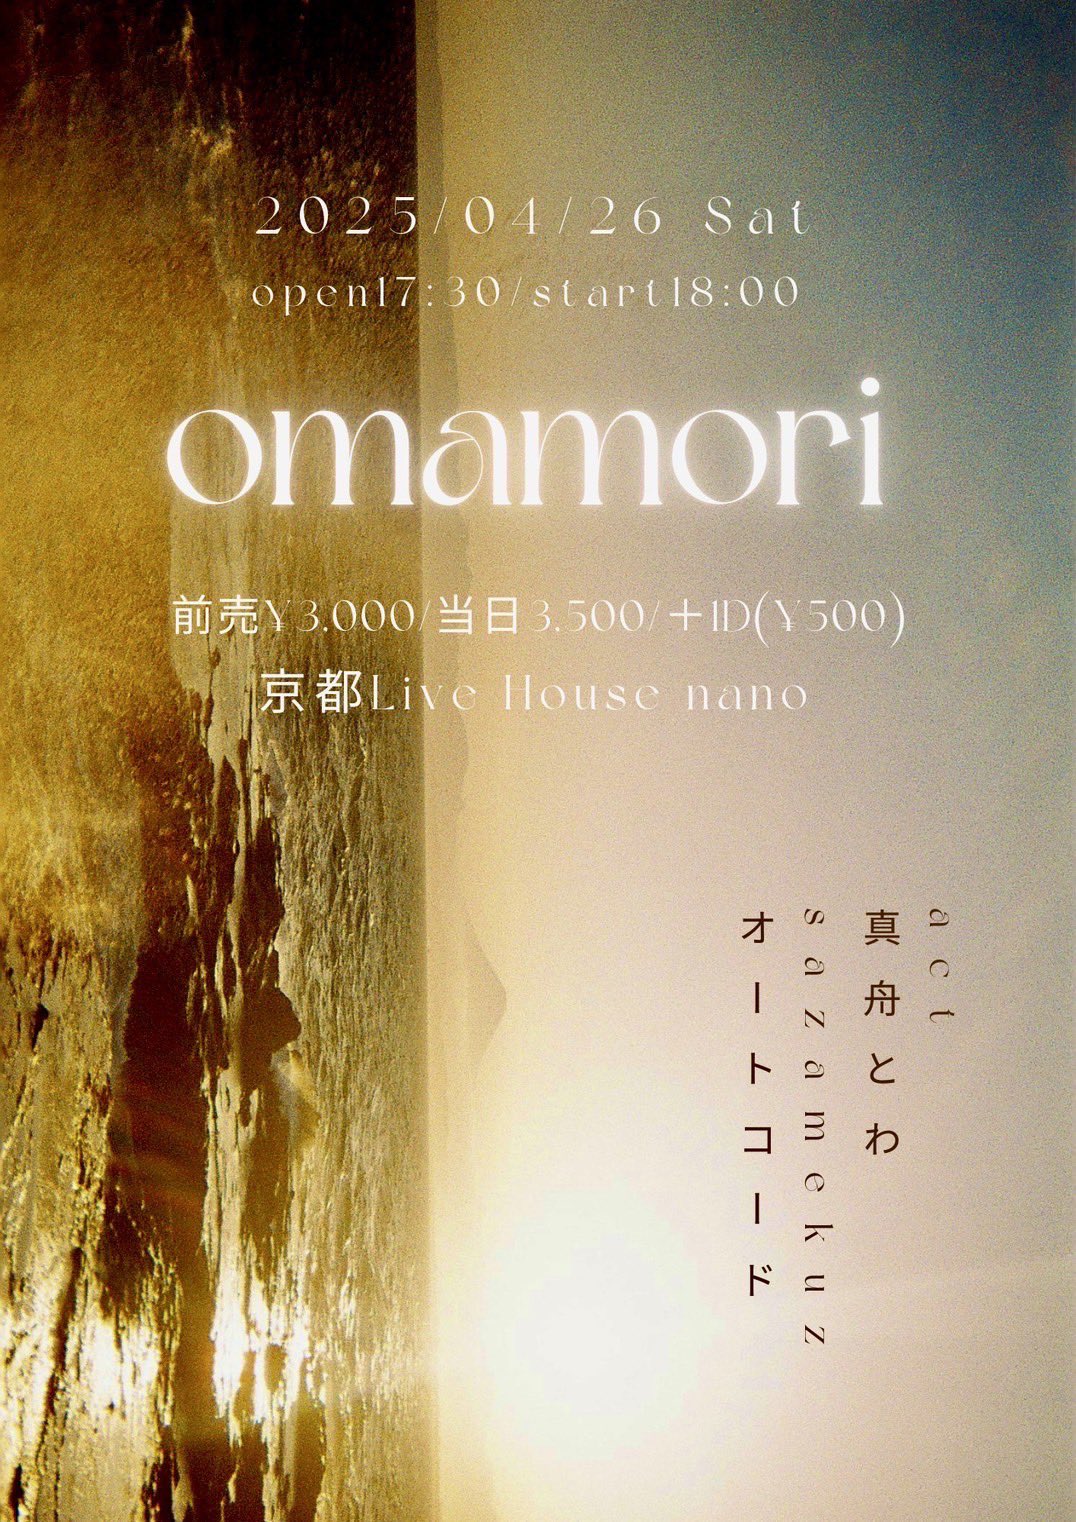 2025/04/26 Sat
open17:30/start18:00
omamori
前売¥3,000/当日3,500/+1D(¥500)
京都Live House nano
act
真舟とわ
sazamekuz
オートコード